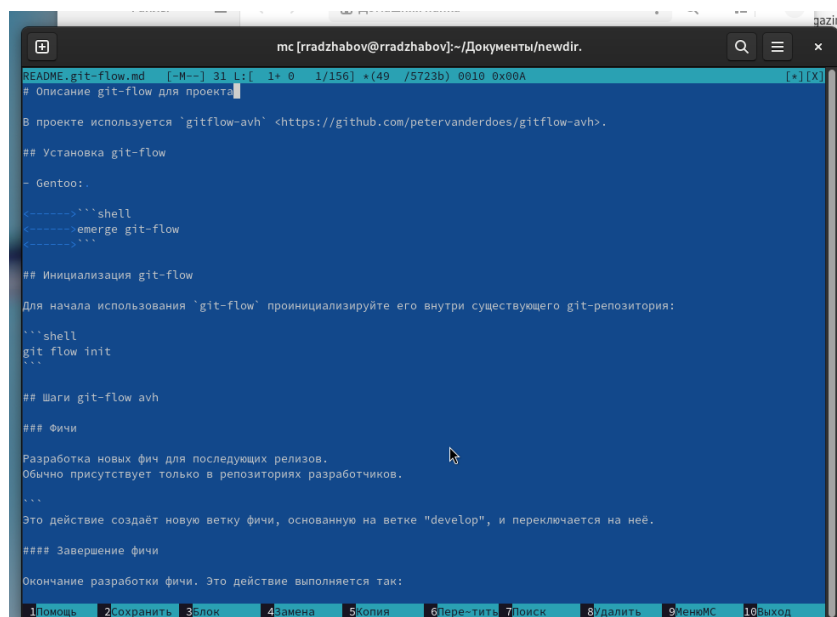 mc [rradzhabov@rradzhabov]:~/Документы/newdir.
README.git-flow.md [-M--] 31 L:[ 1+ 0 1/156] *(49 /5723b) 0010 0x00A [*][X]
# Описание git-flow для проекта
В проекте используется `gitflow-avh` <https://github.com/petervanderdoes/gitflow-avh>.
## Установка git-flow
- Gentoo:.
<------>```shell
<------>emerge git-flow
<------>```
## Инициализация git-flow
Для начала использования `git-flow` проинициализируйте его внутри существующего git-репозитория:
```shell
git flow init
```
## Шаги git-flow avh
### Фичи
Разработка новых фич для последующих релизов.
Обычно присутствует только в репозиториях разработчиков.
```
Это действие создаёт новую ветку фичи, основанную на ветке "develop", и переключается на неё.
#### Завершение фичи
Окончание разработки фичи. Это действие выполняется так:
1Помощь 2Сохранить 3Блок 4Замена 5Копия 6Пере~тить 7Поиск 8Удалить 9МенюMC 10Выход